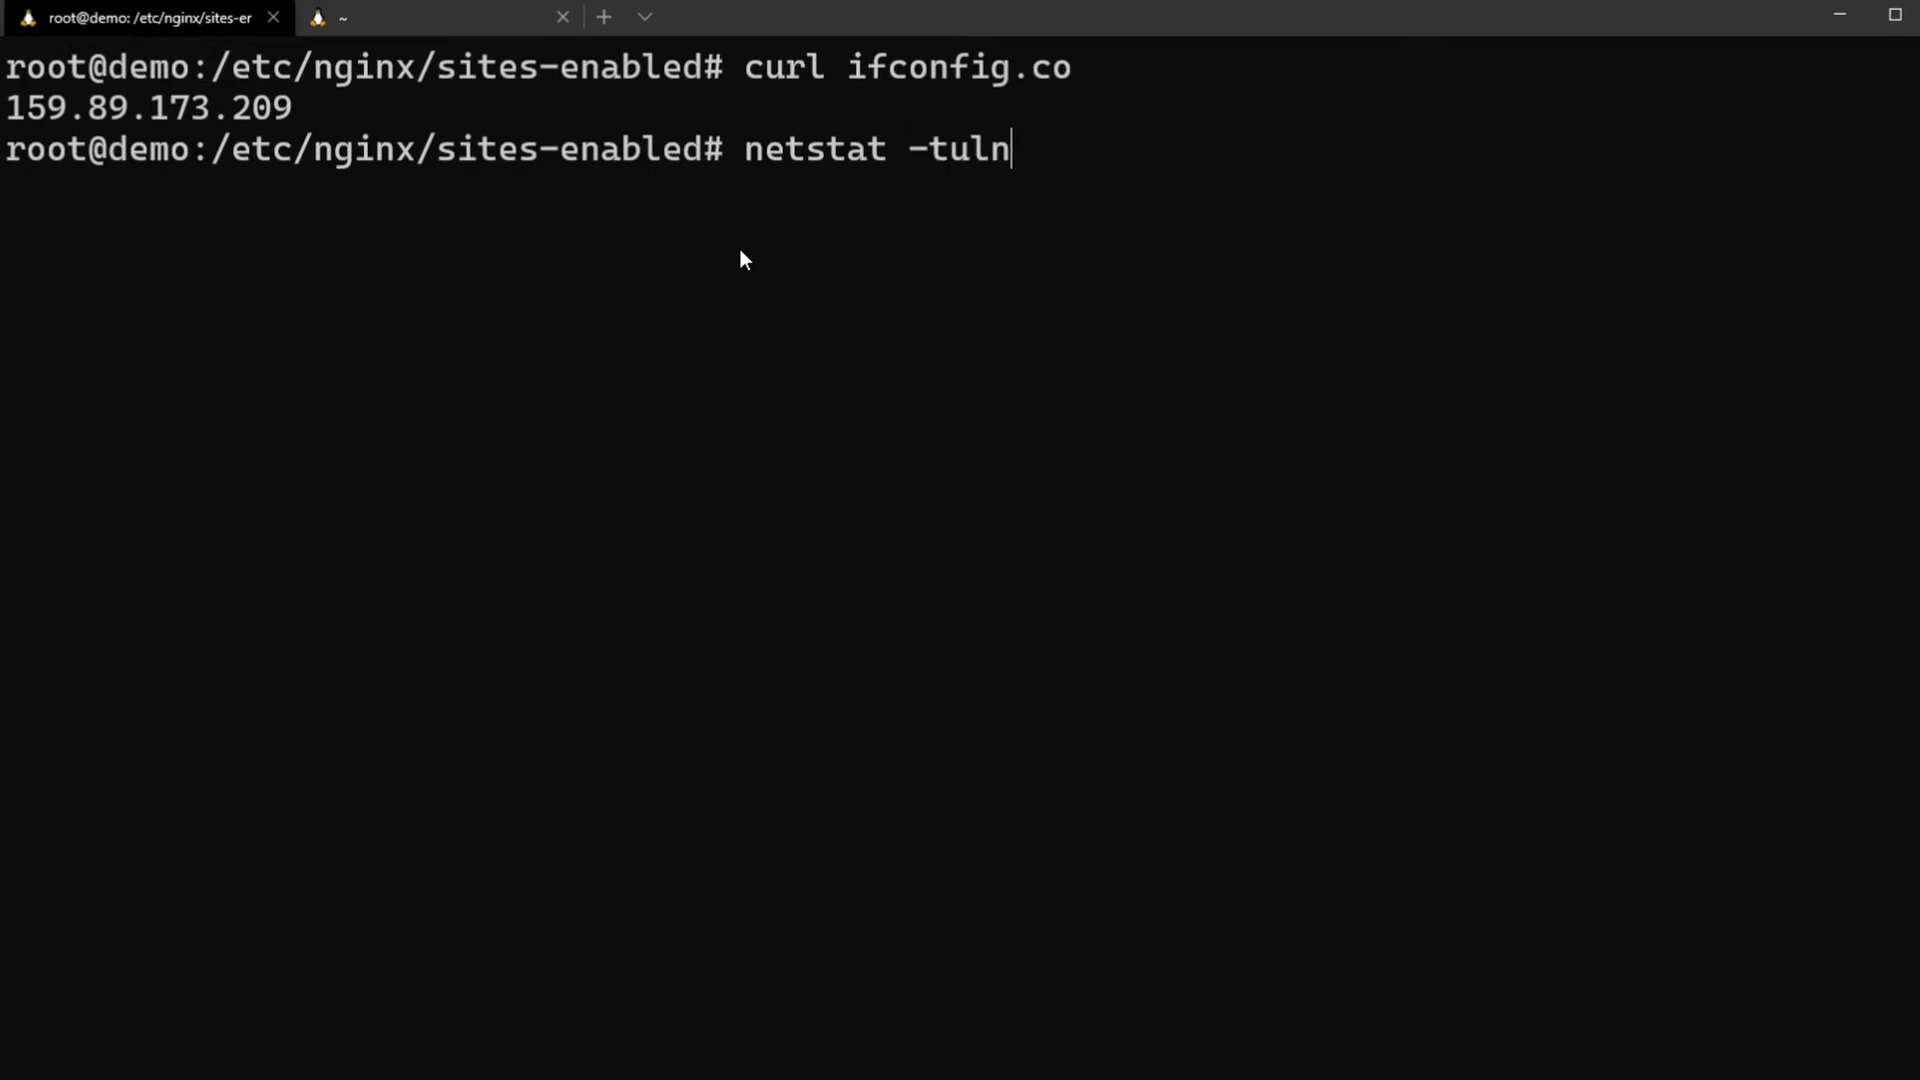 root@demo: /etc/nginx/sites-er
~
root@demo:/etc/nginx/sites-enabled# curl ifconfig.co
159.89.173.209
root@demo:/etc/nginx/sites-enabled# netstat -tuln